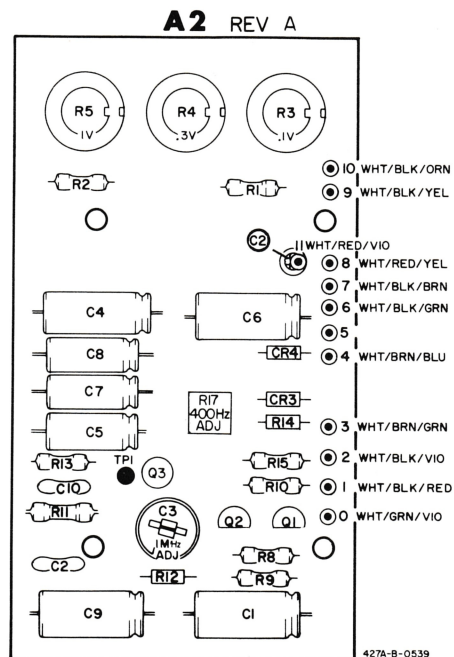 A2 REV A
R5
.1V
R4
.3V
R3
.1V
R2
R1
10 WHT/BLK/ORN
9 WHT/BLK/YEL
C2
11 WHT/RED/VIO
8 WHT/RED/YEL
7 WHT/BLK/BRN
6 WHT/BLK/GRN
5
4 WHT/BRN/BLU
C4
C6
C8
CR4
C7
R17
400Hz
ADJ
CR3
R14
C5
3 WHT/BRN/GRN
R13
TP1
Q3
R15
2 WHT/BLK/VIO
C10
R10
1 WHT/BLK/RED
R11
C3
1MHz
ADJ
Q2
Q1
0 WHT/GRN/VIO
C2
R8
R12
R9
C9
C1
427A-B-0539